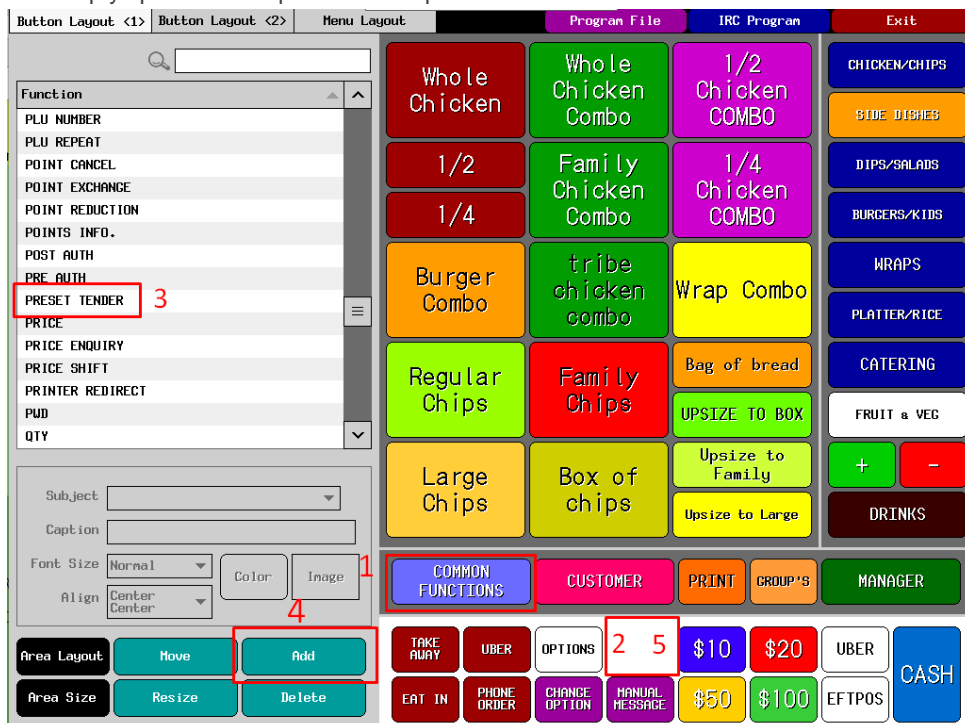 Button Layout <1>
Button Layout <2>
Menu Layout
Program File
IRC Program
Exit
Function
PLU NUMBER
PLU REPEAT
POINT CANCEL
POINT EXCHANGE
POINT REDUCTION
POINTS INFO.
POST AUTH
PRE AUTH
PRESET TENDER
3
PRICE
PRICE ENQUIRY
PRICE SHIFT
PRINTER REDIRECT
PWD
QTY
Subject
Caption
Font Size
Normal
Align
Center
Center
Color
Image
1
4
Area Layout
Move
Add
Area Size
Resize
Delete
Whole
Chicken
Whole
Chicken
Combo
1/2
Chicken
COMBO
1/2
1/4
Family
Chicken
Combo
1/4
Chicken
COMBO
Burger
Combo
tribe
chicken
combo
Wrap Combo
Regular
Chips
Family
Chips
Bag of bread
UPSIZE TO BOX
Large
Chips
Box of
chips
Upsize to
Family
Upsize to Large
CHICKEN/CHIPS
SIDE DISHES
DIPS/SALADS
BURGERS/KIDS
WRAPS
PLATTER/RICE
CATERING
FRUIT & VEG
+
-
DRINKS
COMMON
FUNCTIONS
CUSTOMER
PRINT
GROUP'S
MANAGER
TAKE
AWAY
UBER
OPTIONS
2 5
$10
$20
UBER
CASH
EAT IN
PHONE
ORDER
CHANGE
OPTION
MANUAL
MESSAGE
$50
$100
EFTPOS